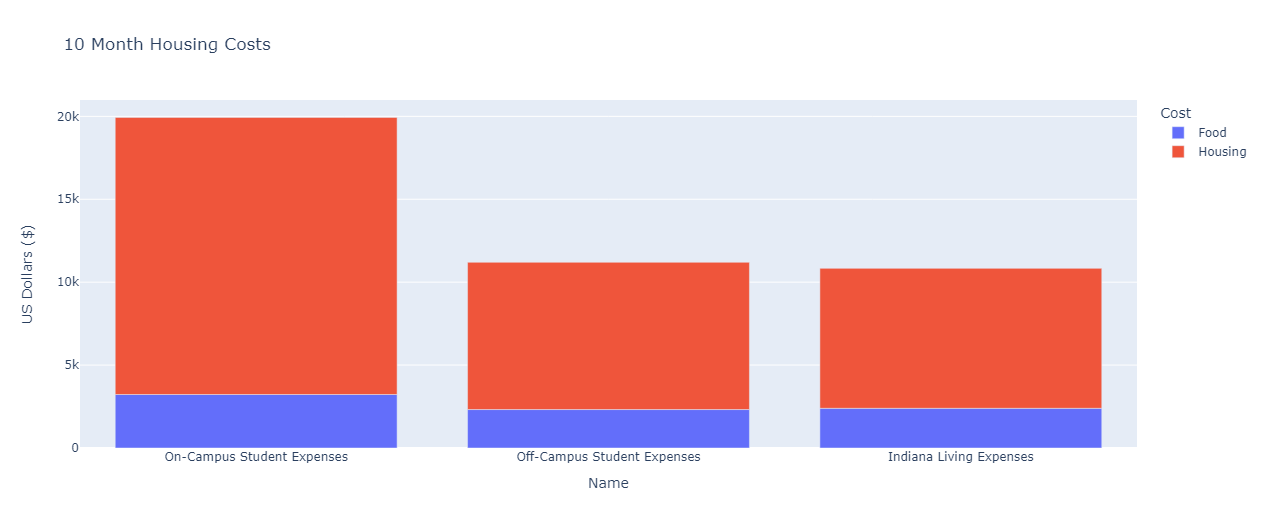 10 Month Housing Costs
20k
15k
10k
5k
0
US Dollars ($)
On-Campus Student Expenses
Off-Campus Student Expenses
Indiana Living Expenses
Name
Cost
Food
Housing